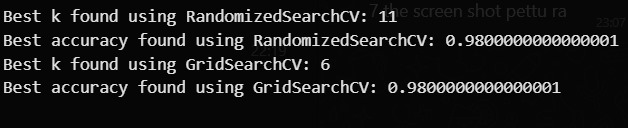 7 the screen shot pettu ra
23:07
Best k found using RandomizedSearchCV: 11
Best accuracy found using RandomizedSearchCV: 0.9800000000000001
Best k found using GridSearchCV: 6
Best accuracy found using GridSearchCV: 0.9800000000000001